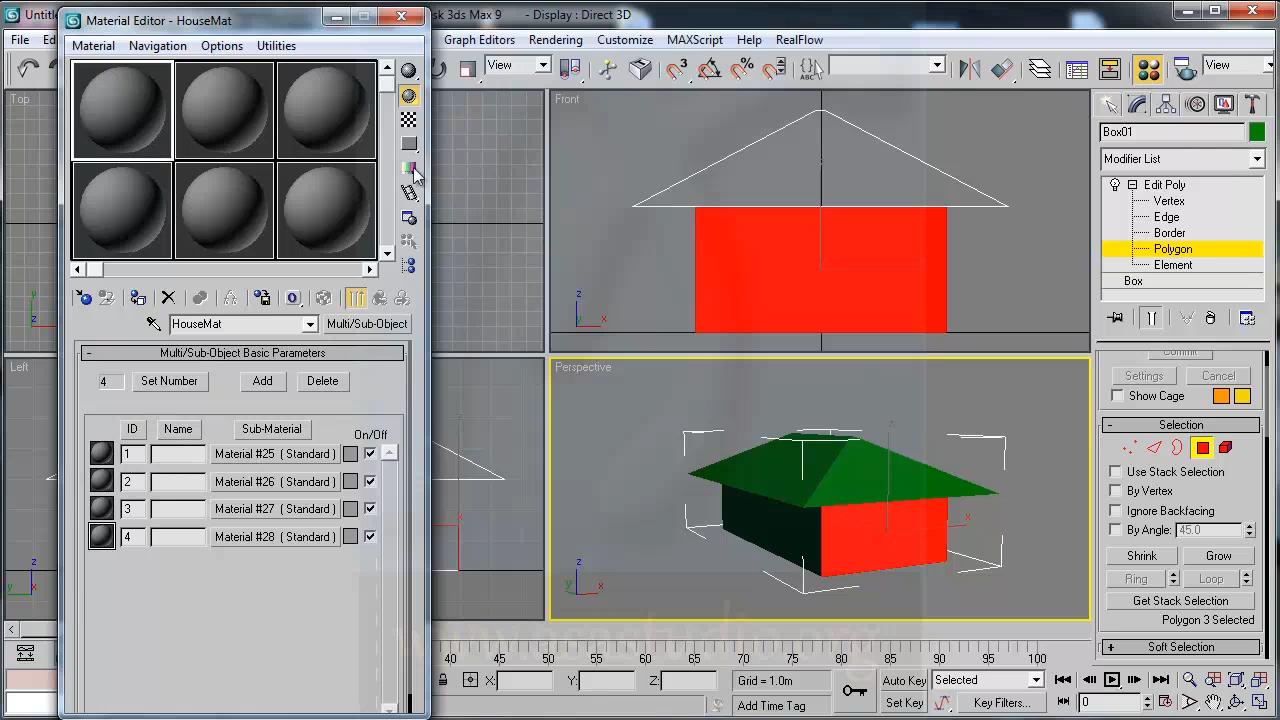 Untitl
Material Editor - HouseMat
sk 3ds Max 9 - Display : Direct 3D
File Ed
Material Navigation Options Utilities
Graph Editors Rendering Customize MAXScript Help RealFlow
View
3
%
ABC
View
Top
Front
Box01
Modifier List
Edit Poly
Vertex
Edge
Border
Polygon
Element
Box
HouseMat
Multi/Sub-Object
- Multi/Sub-Object Basic Parameters
4 Set Number Add Delete
ID Name Sub-Material On/Off
1 Material #25 ( Standard )
2 Material #26 ( Standard )
3 Material #27 ( Standard )
4 Material #28 ( Standard )
Left
Perspective
z
x
y
Commit
Settings Cancel
Show Cage
- Selection
Use Stack Selection
By Vertex
Ignore Backfacing
By Angle: 45.0
Shrink Grow
Ring Loop
Get Stack Selection
Polygon 3 Selected
+ Soft Selection
40 45 50 55 60 65 70 75 80 85 90 95 100
X: Y: Z: Grid = 1.0m
Add Time Tag
Auto Key Selected
Set Key Key Filters...
0